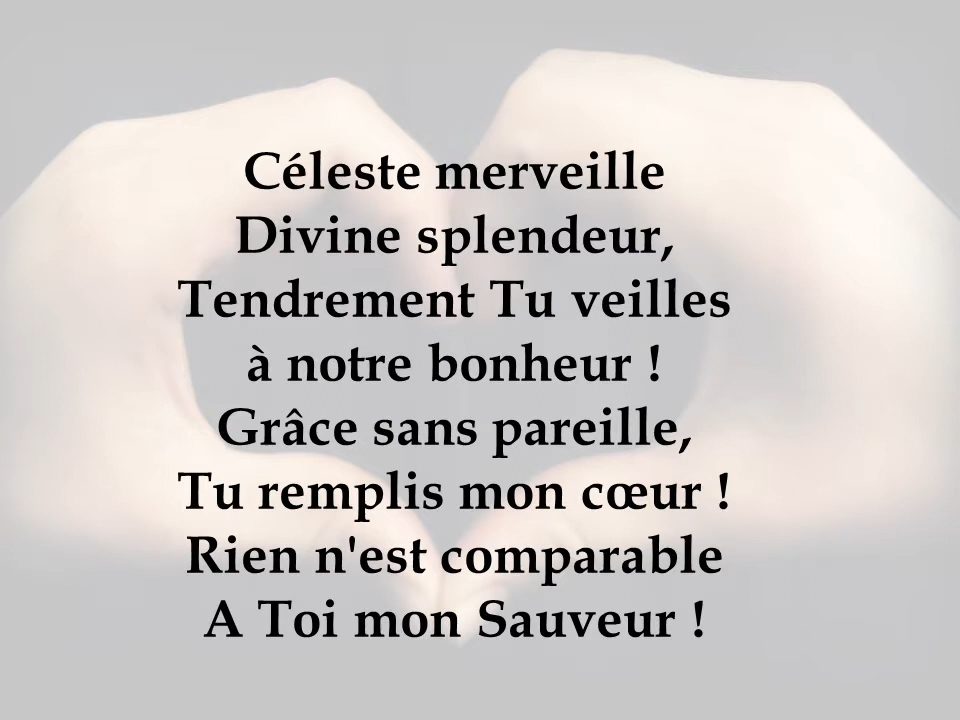 Céleste merveille
Divine splendeur,
Tendrement Tu veilles
à notre bonheur !
Grâce sans pareille,
Tu remplis mon cœur !
Rien n'est comparable
A Toi mon Sauveur !